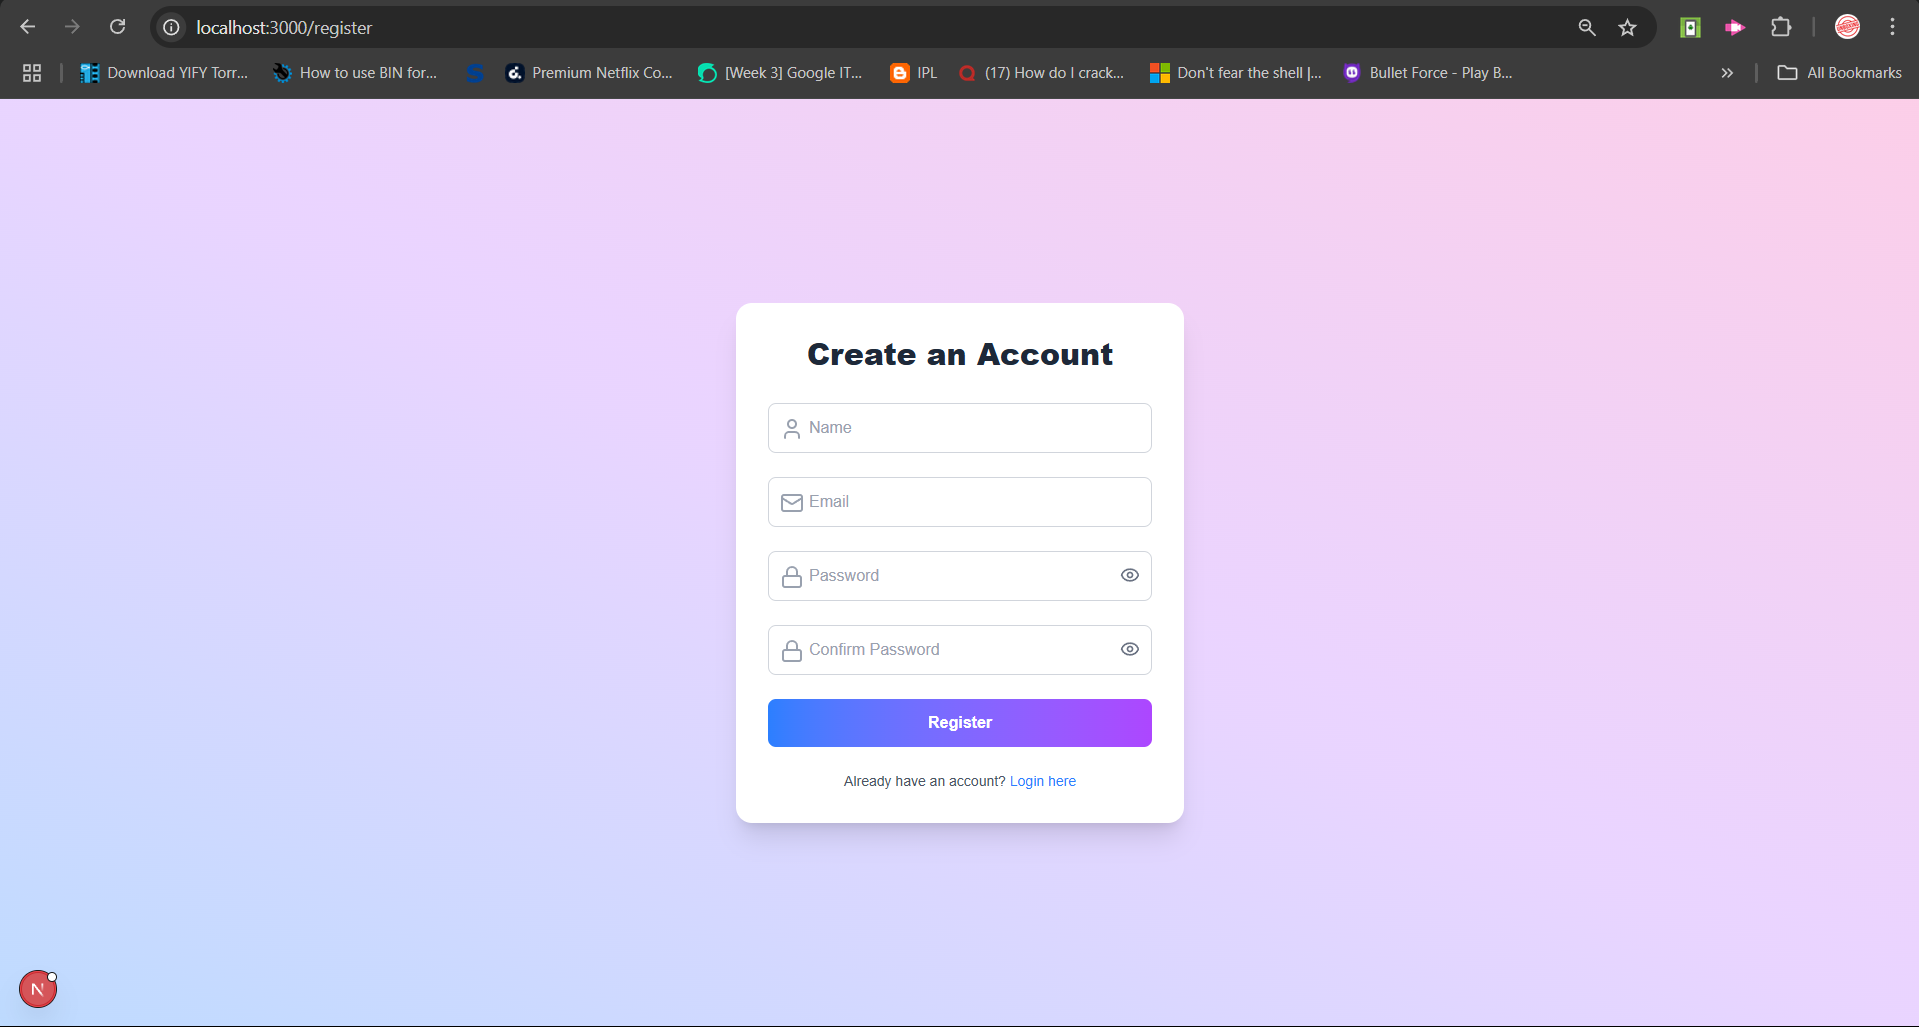 localhost:3000/register
Download YIFY Torr... How to use BIN for... Premium Netflix Co... [Week 3] Google IT... IPL (17) How do I crack... Don't fear the shell |... Bullet Force - Play B... All Bookmarks
Create an Account
Name
Email
Password
Confirm Password
Register
Already have an account? Login here
N